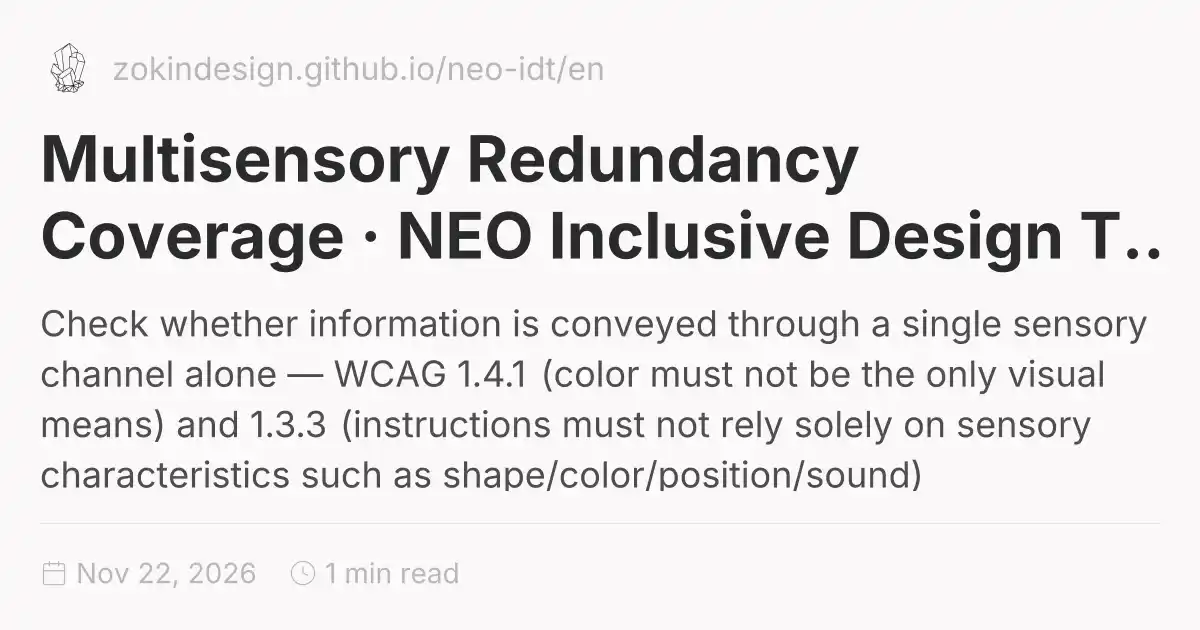 zokindesign.github.io/neo-idt/en
Multisensory Redundancy
Coverage · NEO Inclusive Design T..
Check whether information is conveyed through a single sensory
channel alone — WCAG 1.4.1 (color must not be the only visual
means) and 1.3.3 (instructions must not rely solely on sensory
characteristics such as shape/color/position/sound)
Nov 22, 2026 1 min read